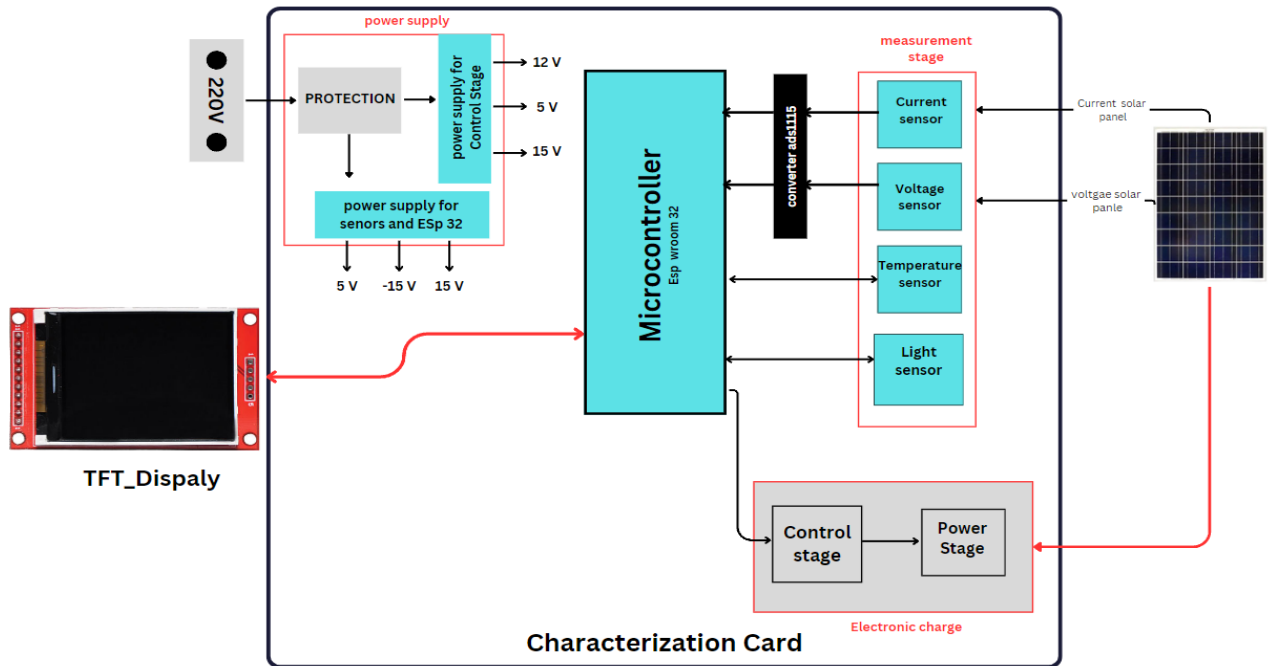 power supply
220V
PROTECTION
power supply for
Control Stage
12 V
5 V
15 V
power supply for
senors and ESp 32
5 V
-15 V
15 V
Microcontroller
Esp wroom 32
converter ads1115
measurement
stage
Current
sensor
Voltage
sensor
Temperature
sensor
Light
sensor
Current solar
panel
voltgae solar
panle
TFT_Dispaly
Control
stage
Power
Stage
Electronic charge
Characterization Card